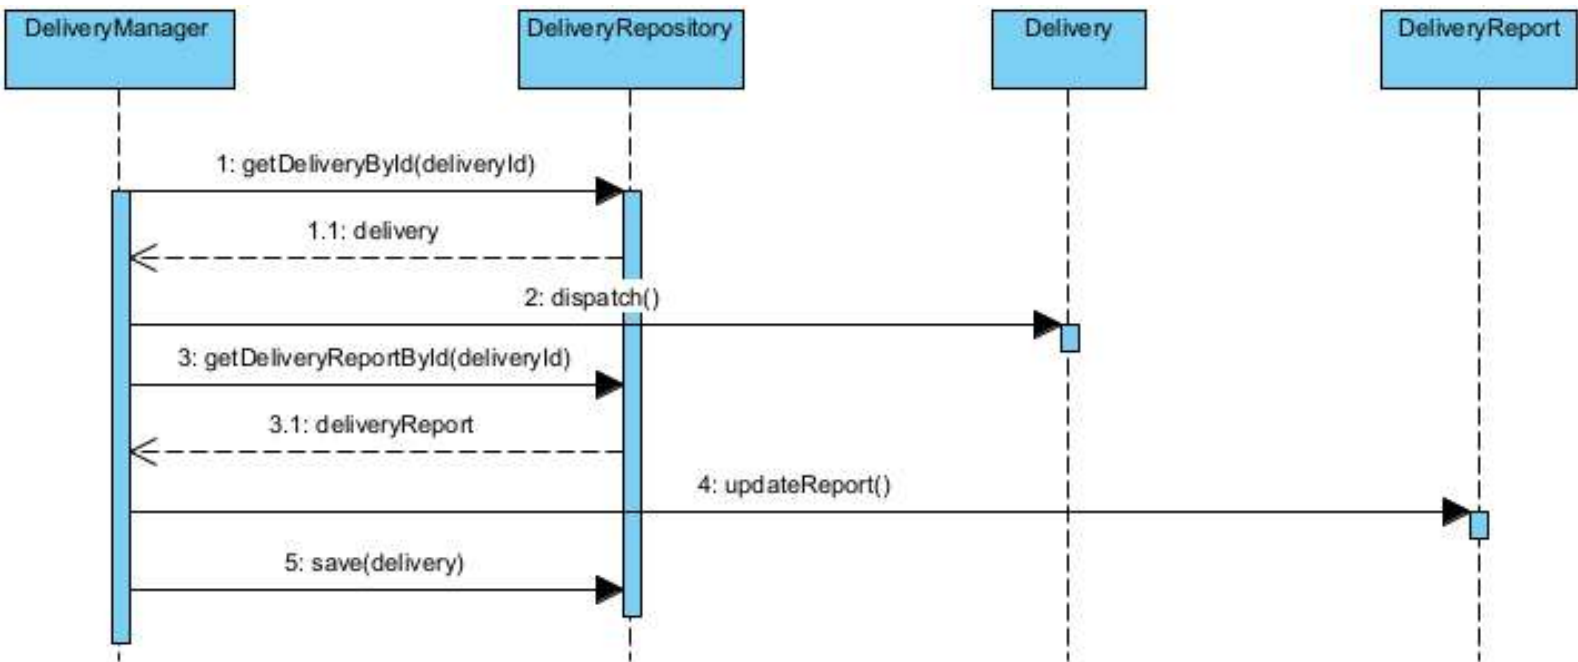 DeliveryManager
DeliveryRepository
Delivery
DeliveryReport
1: getDeliveryById(deliveryId)
1.1: delivery
2: dispatch()
3: getDeliveryReportById(deliveryId)
3.1: deliveryReport
4: updateReport()
5: save(delivery)